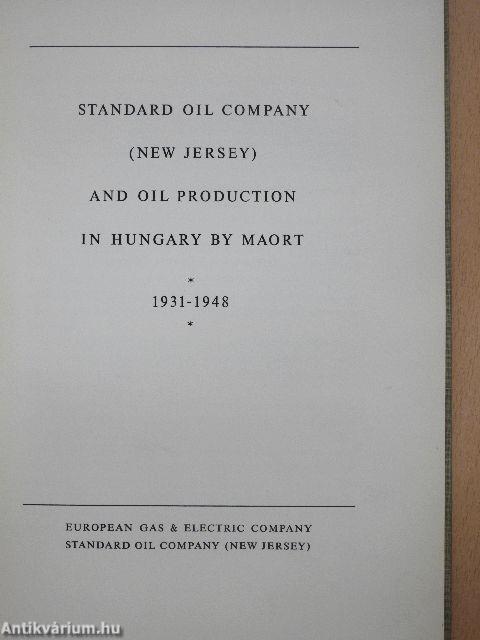 STANDARD OIL COMPANY
(NEW JERSEY)
AND OIL PRODUCTION
IN HUNGARY BY MAORT
*
1931-1948
*
EUROPEAN GAS & ELECTRIC COMPANY
STANDARD OIL COMPANY (NEW JERSEY)
Antikvárium.hu